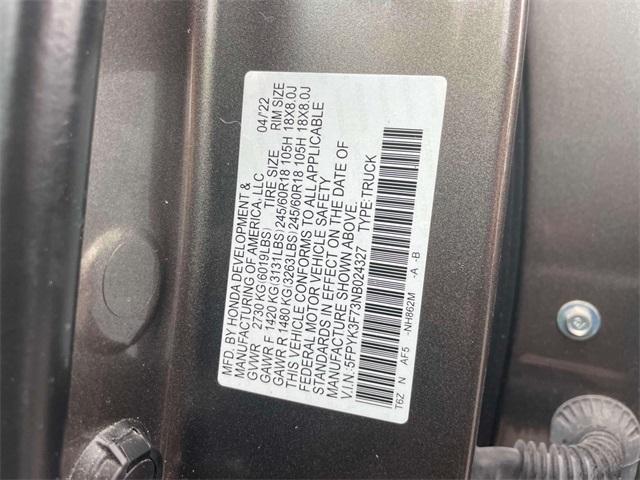 MFD. BY HONDA DEVELOPMENT &
MANUFACTURING OF AMERICA, LLC 04/'22
GVWR 2730 KG(6019LBS) TIRE SIZE RIM SIZE
GAWR F 1420 KG(3131LBS)245/60R18 105H 18X8.0J
GAWR R 1480 KG(3263LBS)245/60R18 105H 18X8.0J
THIS VEHICLE CONFORMS TO ALL APPLICABLE
FEDERAL MOTOR VEHICLE SAFETY
STANDARDS IN EFFECT ON THE DATE OF
MANUFACTURE SHOWN ABOVE.
V.I.N.:5FPYK3F73NB024327 TYPE:TRUCK
T6Z N AF5 -NH862M -A -B